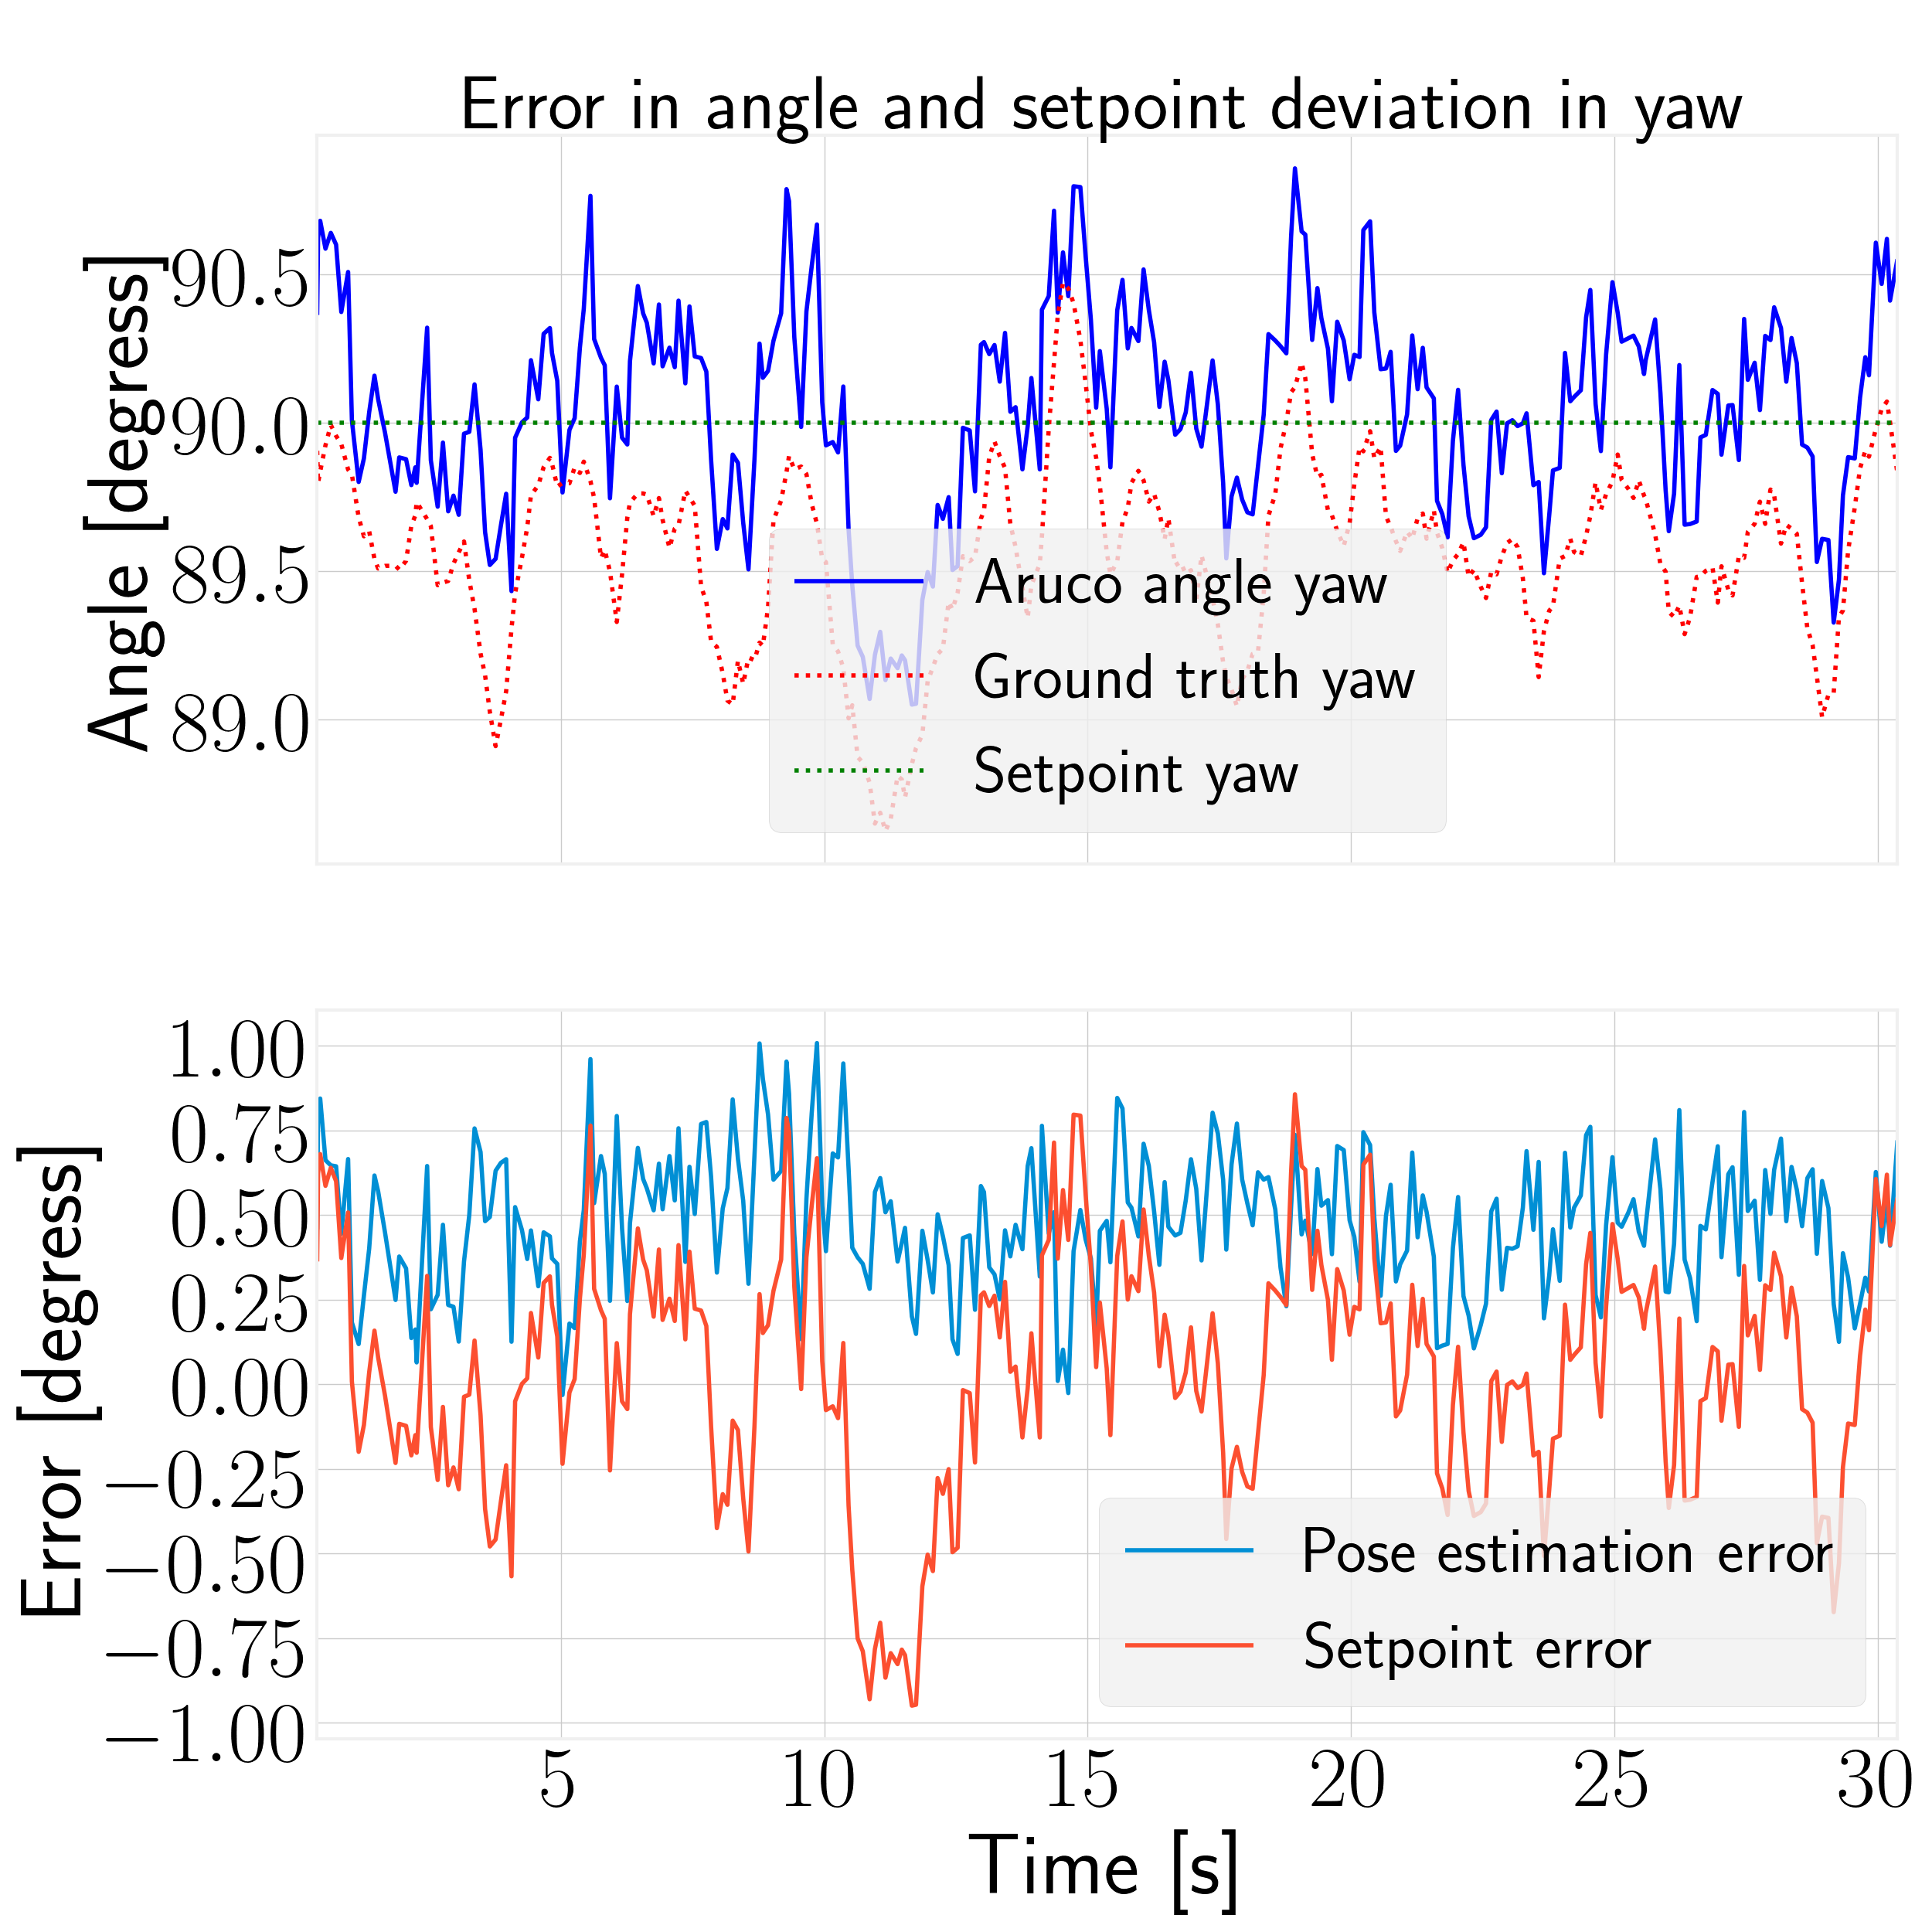 Error in angle and setpoint deviation in yaw
Angle [degress]
90.5
90.0
89.5
89.0
Aruco angle yaw
Ground truth yaw
Setpoint yaw
Error [degress]
1.00
0.75
0.50
0.25
0.00
−0.25
−0.50
−0.75
−1.00
Pose estimation error
Setpoint error
5 10 15 20 25 30
Time [s]